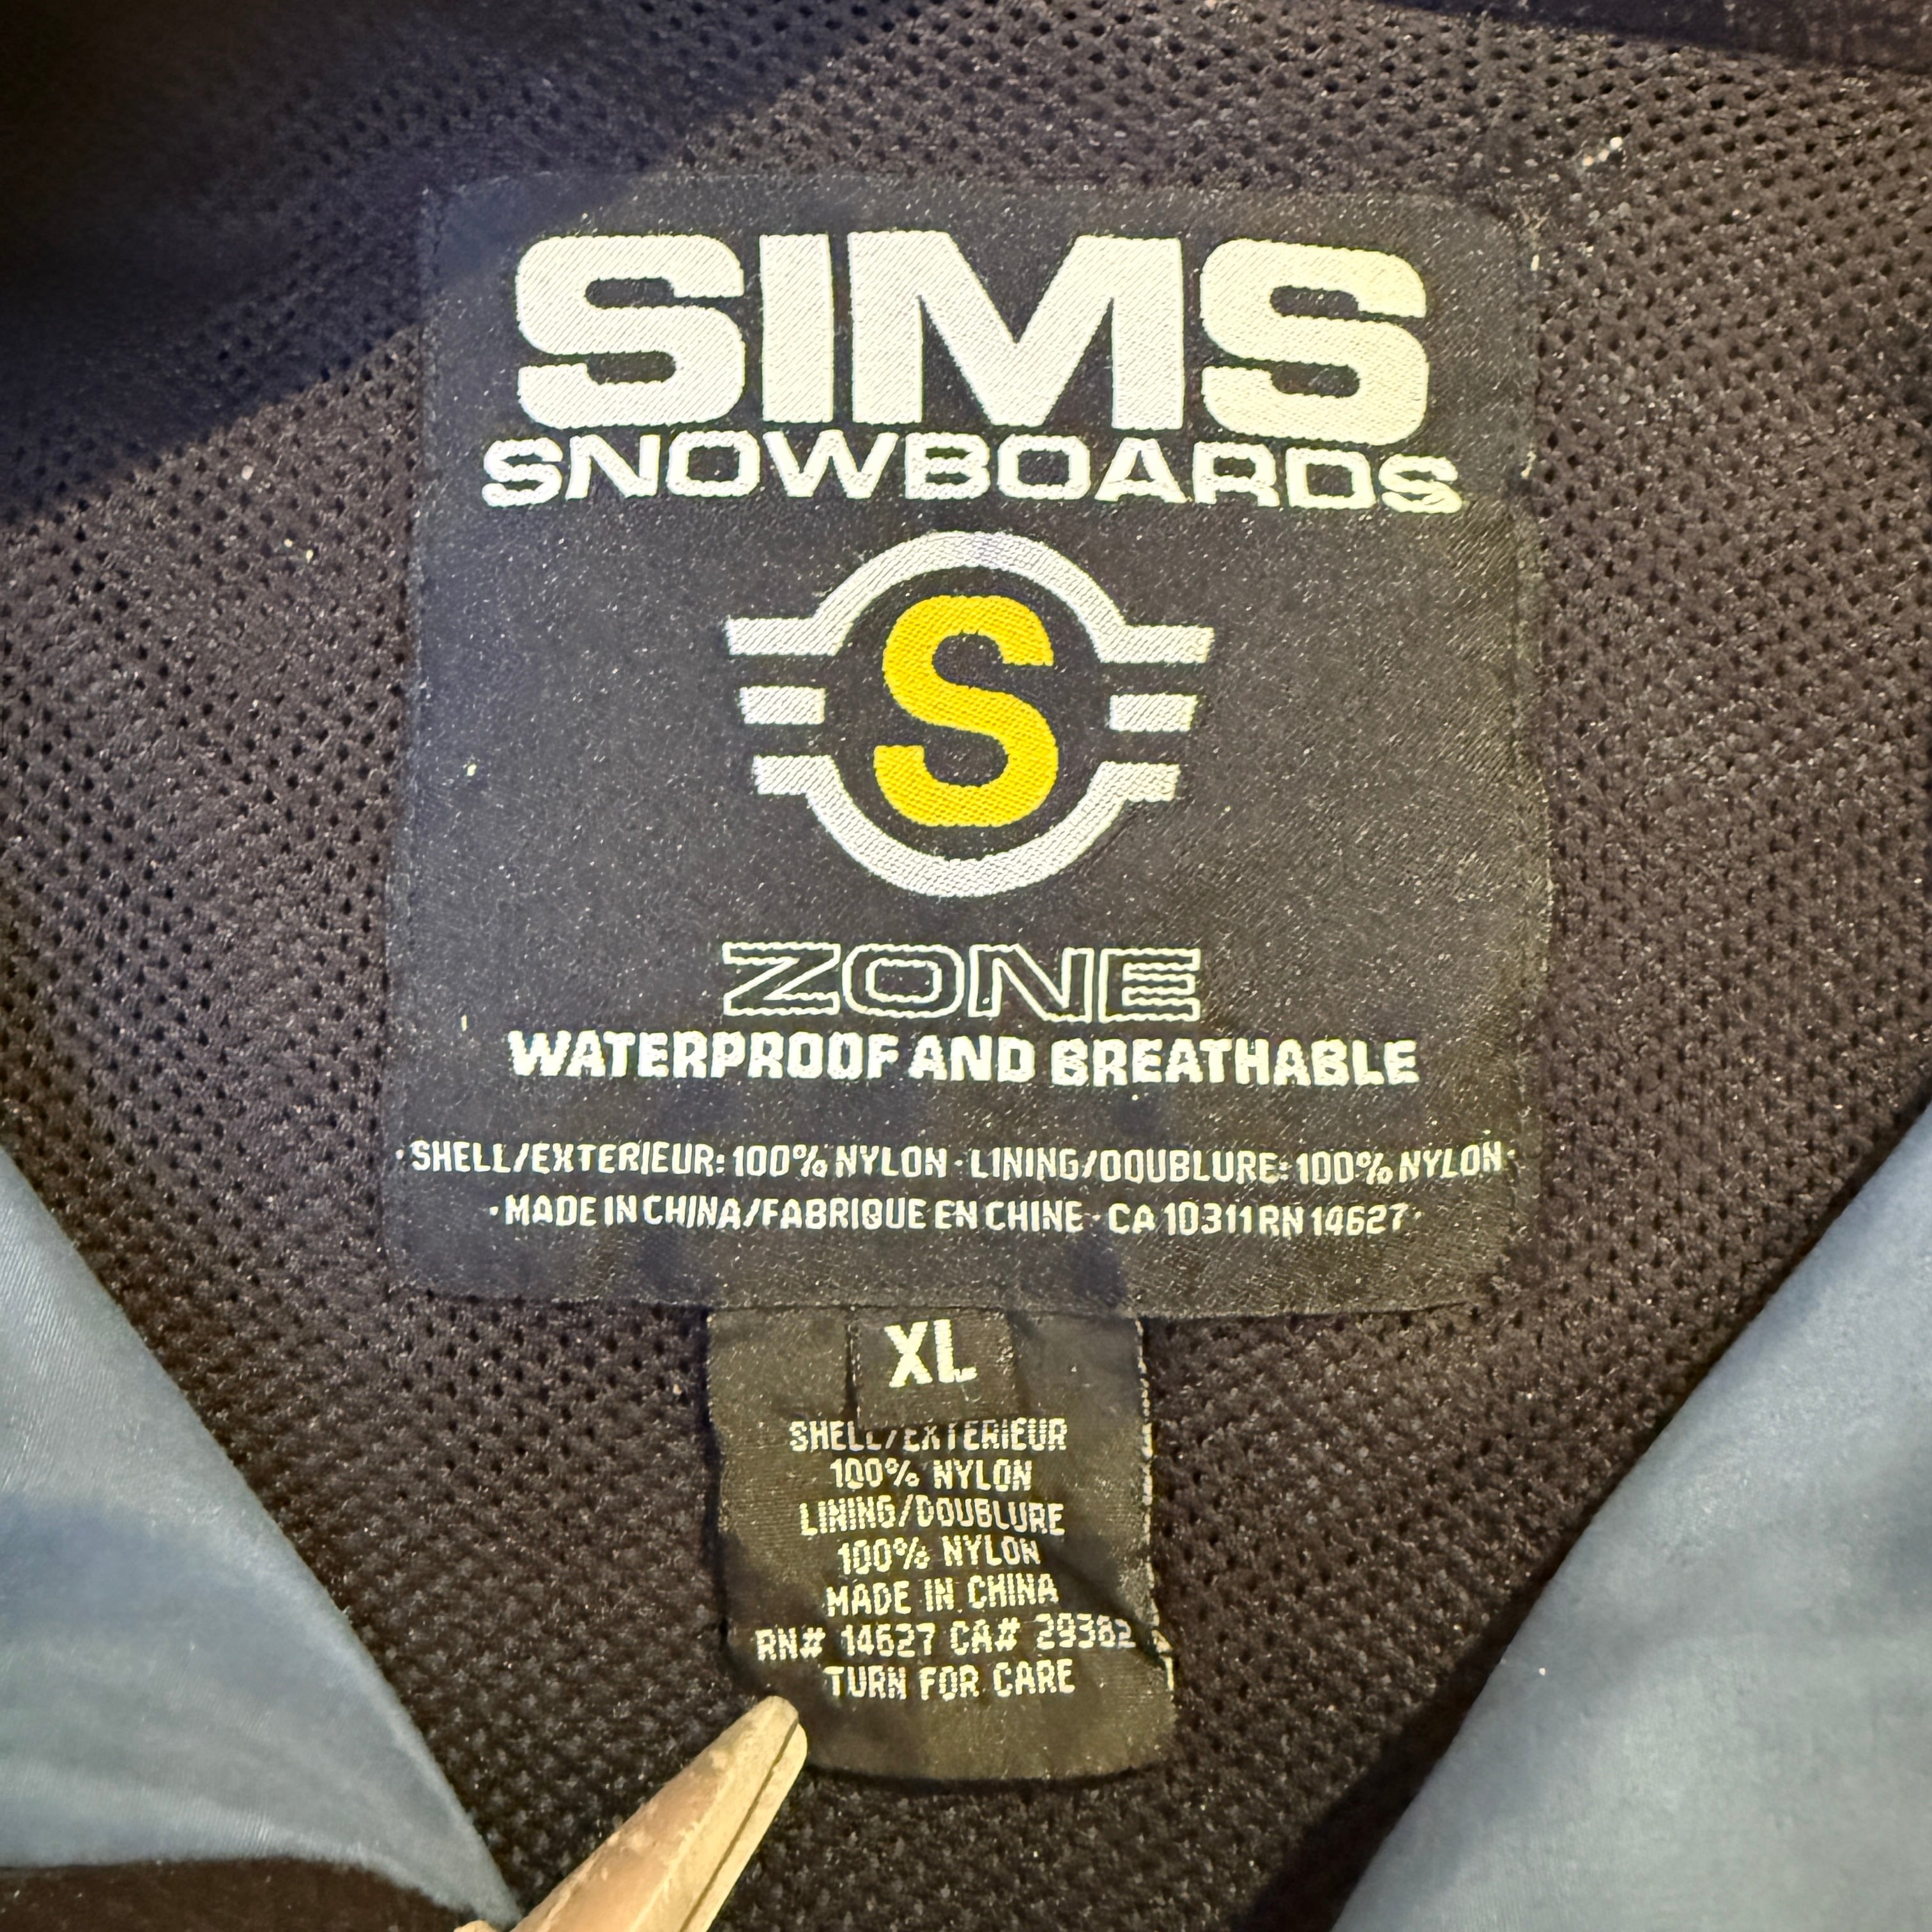 SIMS
SNOWBOARDS
S
ZONE
WATERPROOF AND BREATHABLE
·SHELL/EXTERIEUR: 100% NYLON · LINING/DOUBLURE: 100% NYLON·
·MADE IN CHINA/FABRIQUE EN CHINE · CA 10311 RN 14627·
XL
SHELL/EXTERIEUR
100% NYLON
LINING/DOUBLURE
100% NYLON
MADE IN CHINA
RN# 14627 CA# 29382
TURN FOR CARE